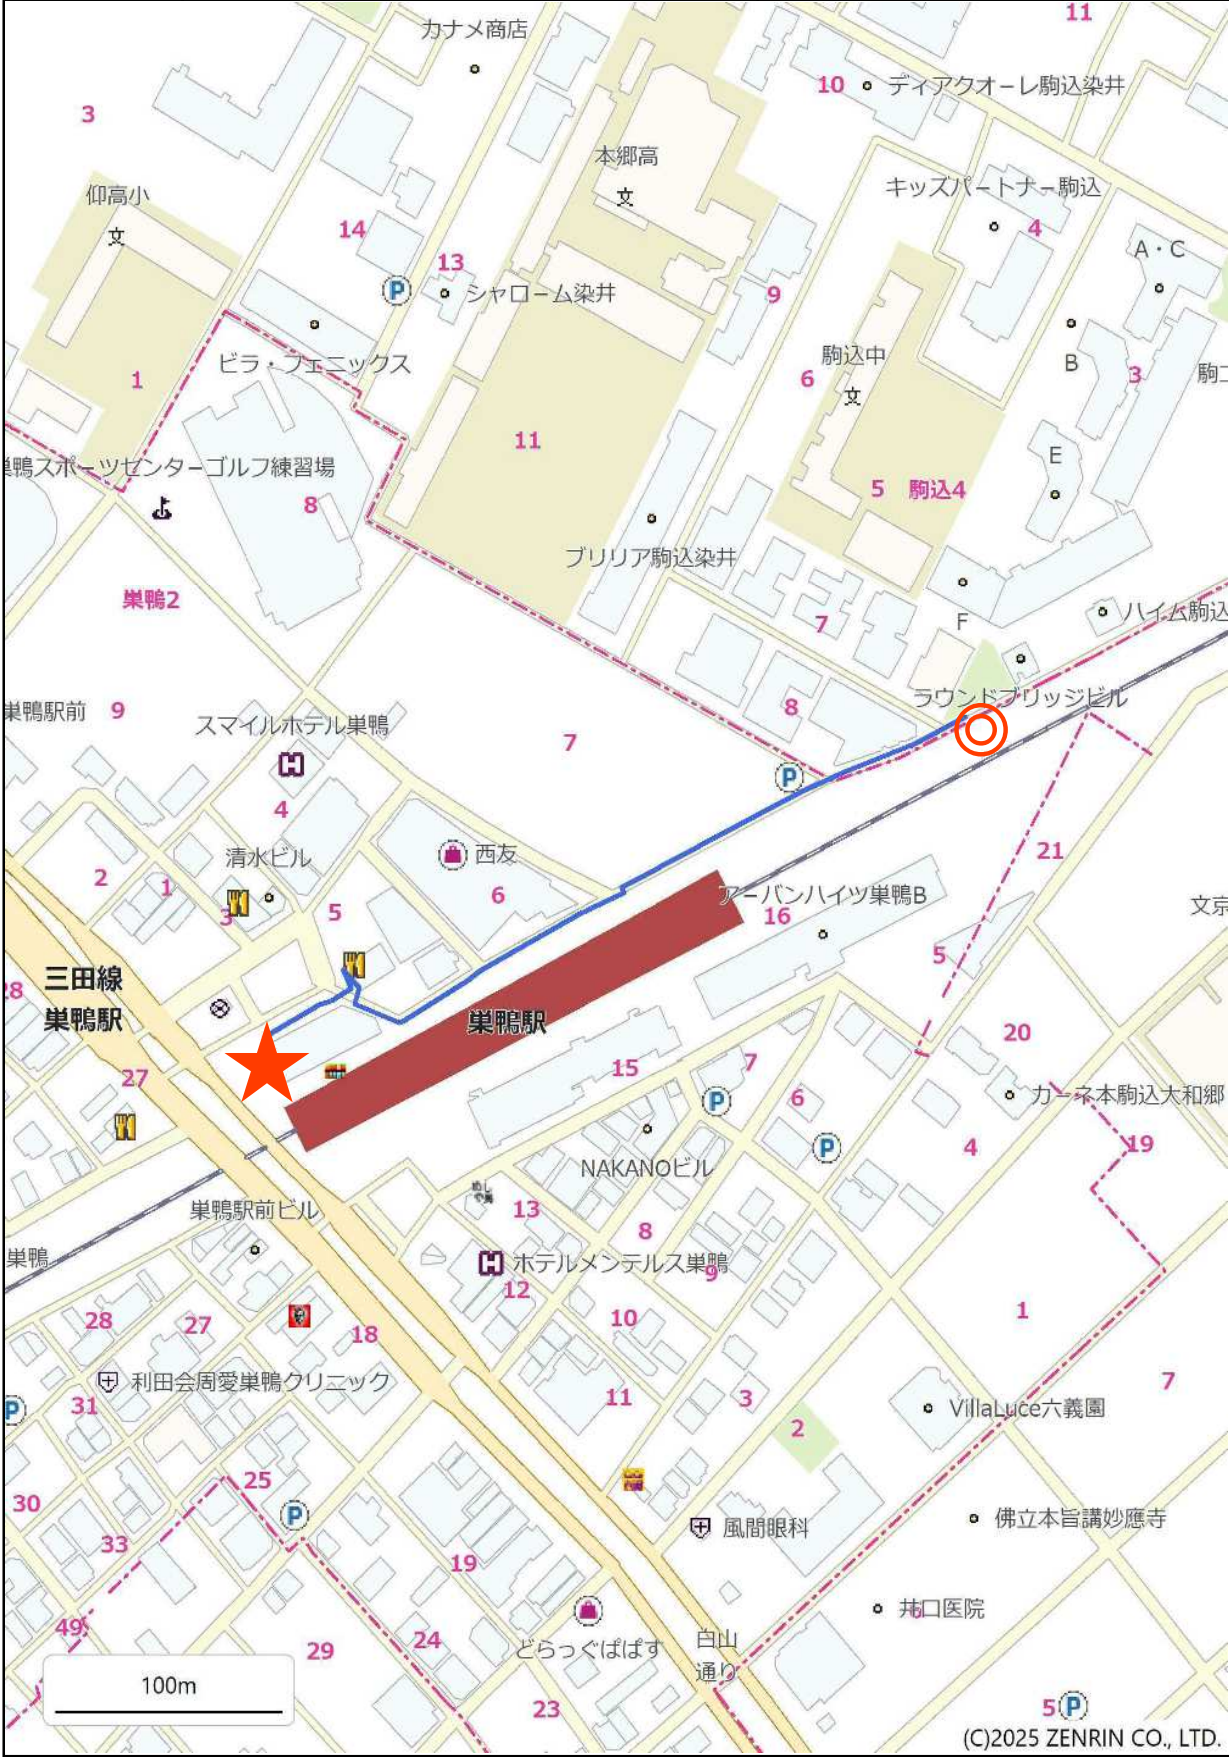 カナメ商店
11
10
ディアクオーレ駒込染井
3
本郷高
文
キッズパートナー駒込
仰高小
文
14
4
A・C
13
シャローム染井
9
P
B
ビラ・フェニックス
駒込中
文
6
3
1
11
E
鴨スポーツセンターゴルフ練習場
8
5 駒込4
ブリリア駒込染井
巣鴨2
7
F
ハイム駒込
ラウンドブリッジビル
巣鴨駅前
9
スマイルホテル巣鴨
8
7
H
P
4
清水ビル
西友
21
2
1
6
アーバンハイツ巣鴨B
3
5
16
文京
5
三田線
巣鴨駅
28
巣鴨駅
20
27
15
7
6
カーネ本駒込大和郷
P
4
19
P
NAKANOビル
めし
や
巣鴨駅前ビル
13
8
巣鴨
H
ホテルメンテルス巣鴨
9
12
28
27
18
10
1
利田会周愛巣鴨クリニック
31
P
11
3
7
2
VillaLuce六義園
25
30
P
33
風間眼科
佛立本旨講妙應寺
19
49
井口医院
6
29
24
どらっぐぱぱす
白山
通り
100m
23
5
P
(C)2025 ZENRIN CO., LTD.